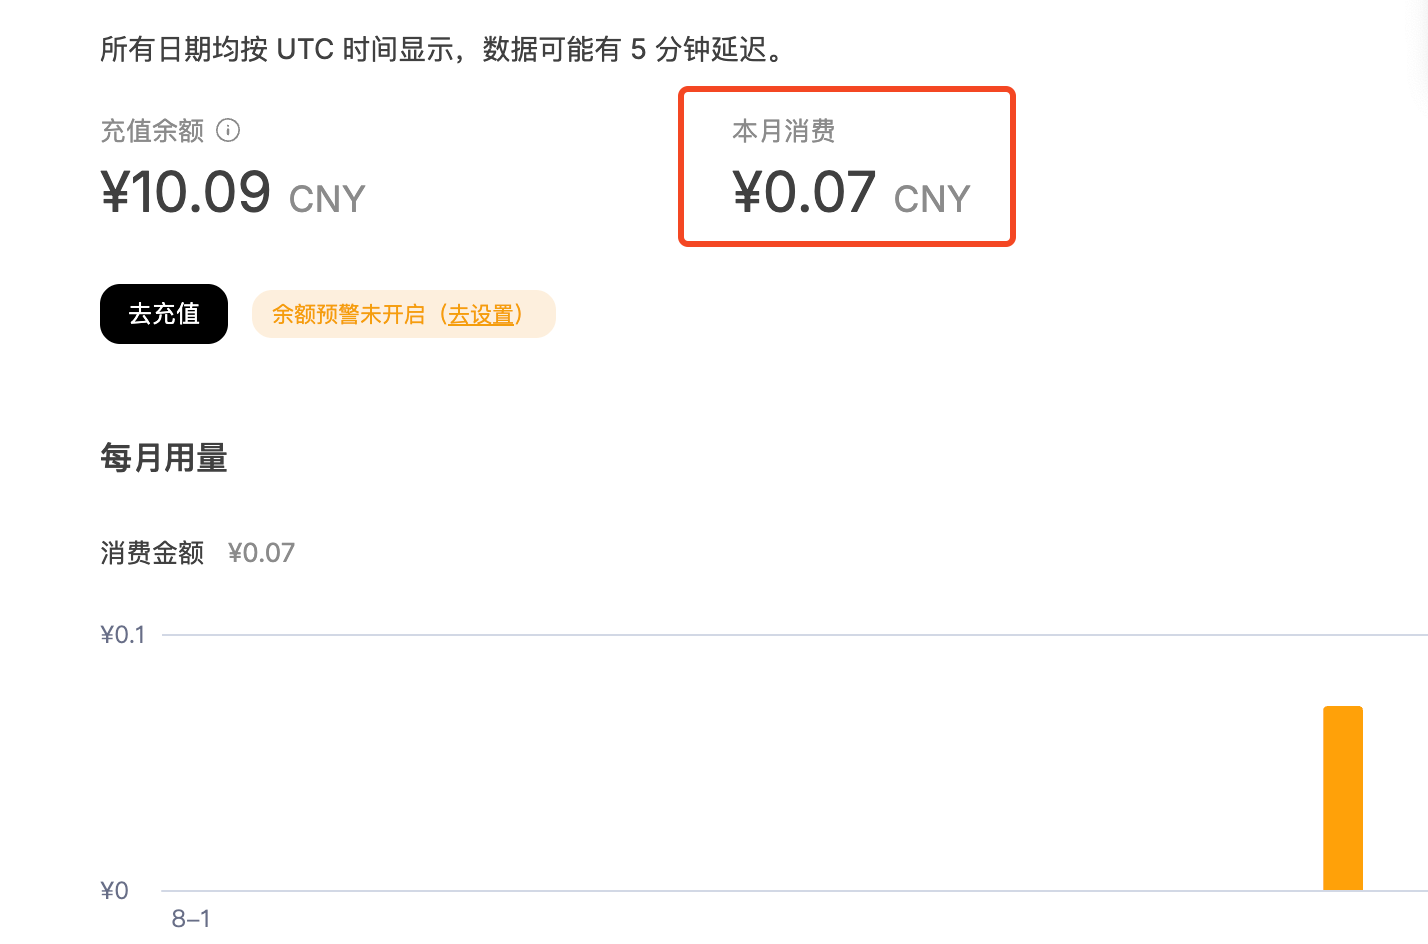 所有日期均按 UTC 时间显示，数据可能有 5 分钟延迟。
充值余额
¥10.09 CNY
本月消费
¥0.07 CNY
去充值
余额预警未开启（去设置）
每月用量
消费金额 ¥0.07
¥0.1
¥0
8–1